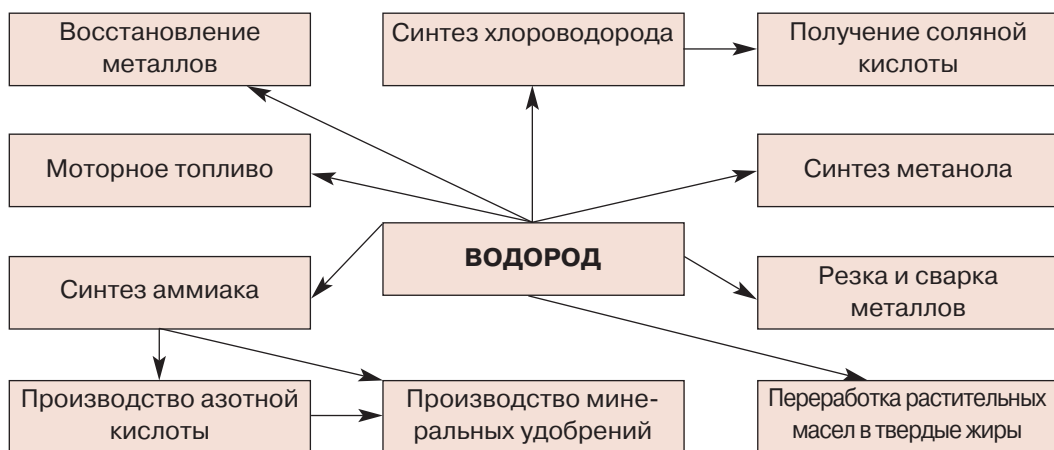 Восстановление
металлов
Синтез хлороводорода
Получение соляной
кислоты
Моторное топливо
Синтез метанола
ВОДОРОД
Синтез аммиака
Резка и сварка
металлов
Производство азотной
кислоты
Производство мине-
ральных удобрений
Переработка растительных
масел в твердые жиры